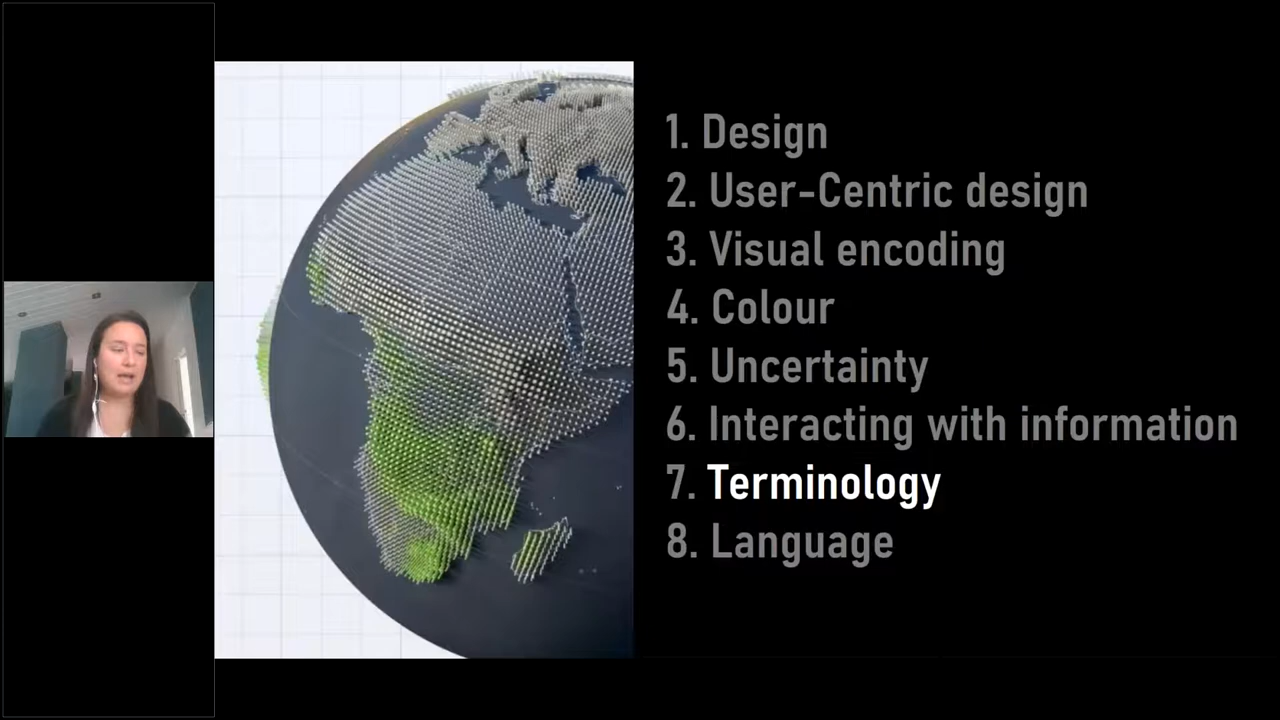 1. Design
2. User-Centric design
3. Visual encoding
4. Colour
5. Uncertainty
6. Interacting with information
7. Terminology
8. Language